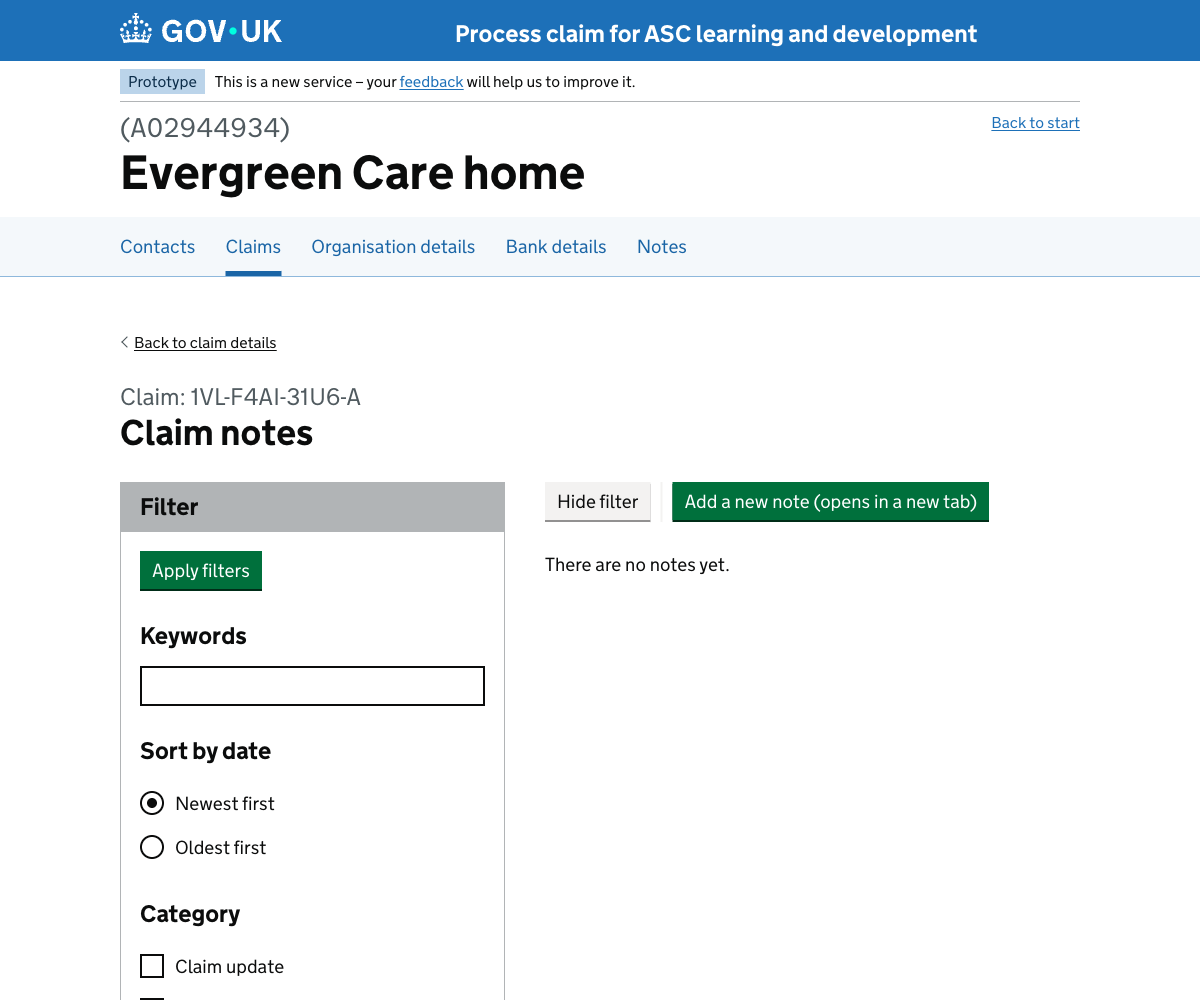 GOV·UK
Process claim for ASC learning and development
Prototype
This is a new service – your feedback will help us to improve it.
(A02944934)
Back to start
Evergreen Care home
Contacts
Claims
Organisation details
Bank details
Notes
Back to claim details
Claim: 1VL-F4AI-31U6-A
Claim notes
Filter
Apply filters
Keywords
Sort by date
Newest first
Oldest first
Category
Claim update
Hide filter
Add a new note (opens in a new tab)
There are no notes yet.